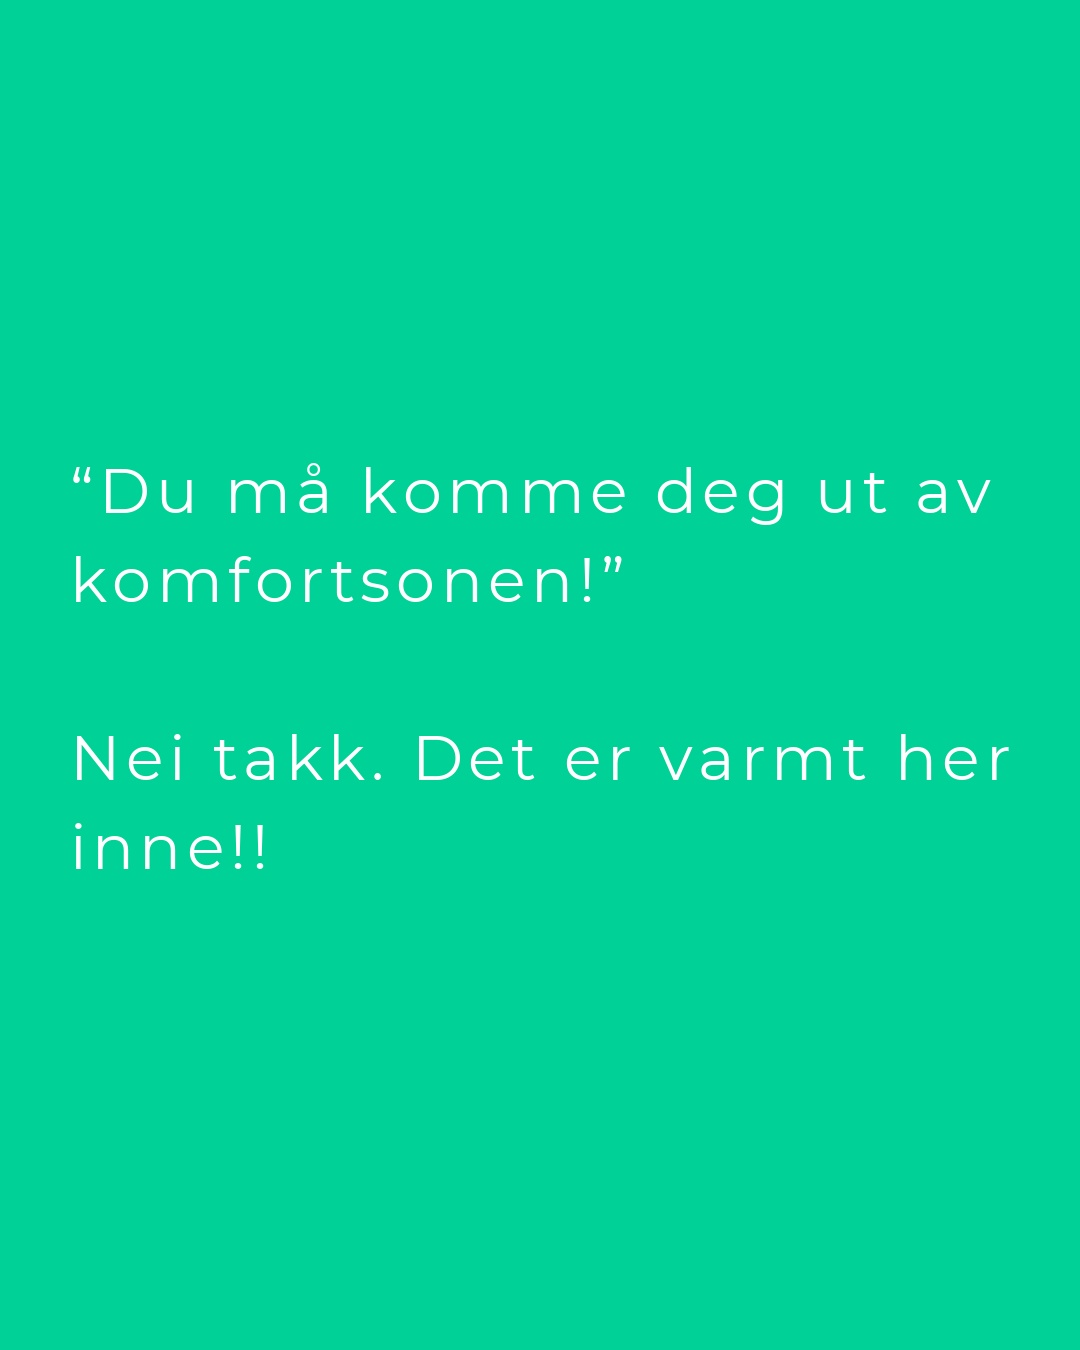 “Du må komme deg ut av
komfortsonen!”
Nei takk. Det er varmt her
inne!!